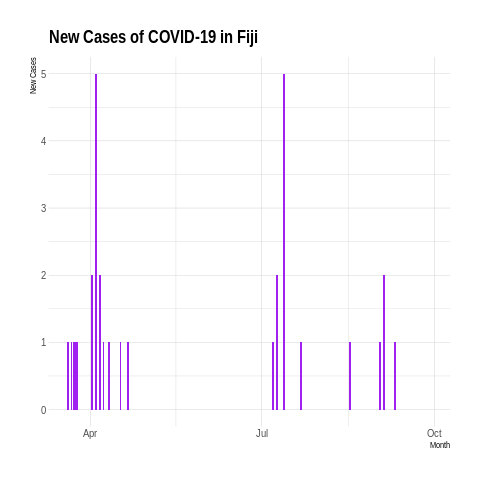 New Cases of COVID-19 in Fiji
New Cases
5
4
3
2
1
0
Apr
Jul
Oct
Month